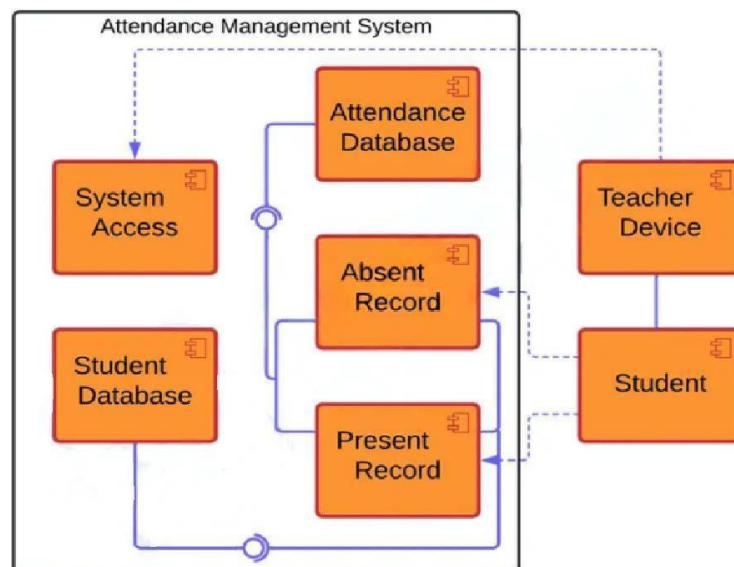 Attendance Management System
Attendance
Database
System
Access
Teacher
Device
Absent
Record
Student
Database
Student
Present
Record